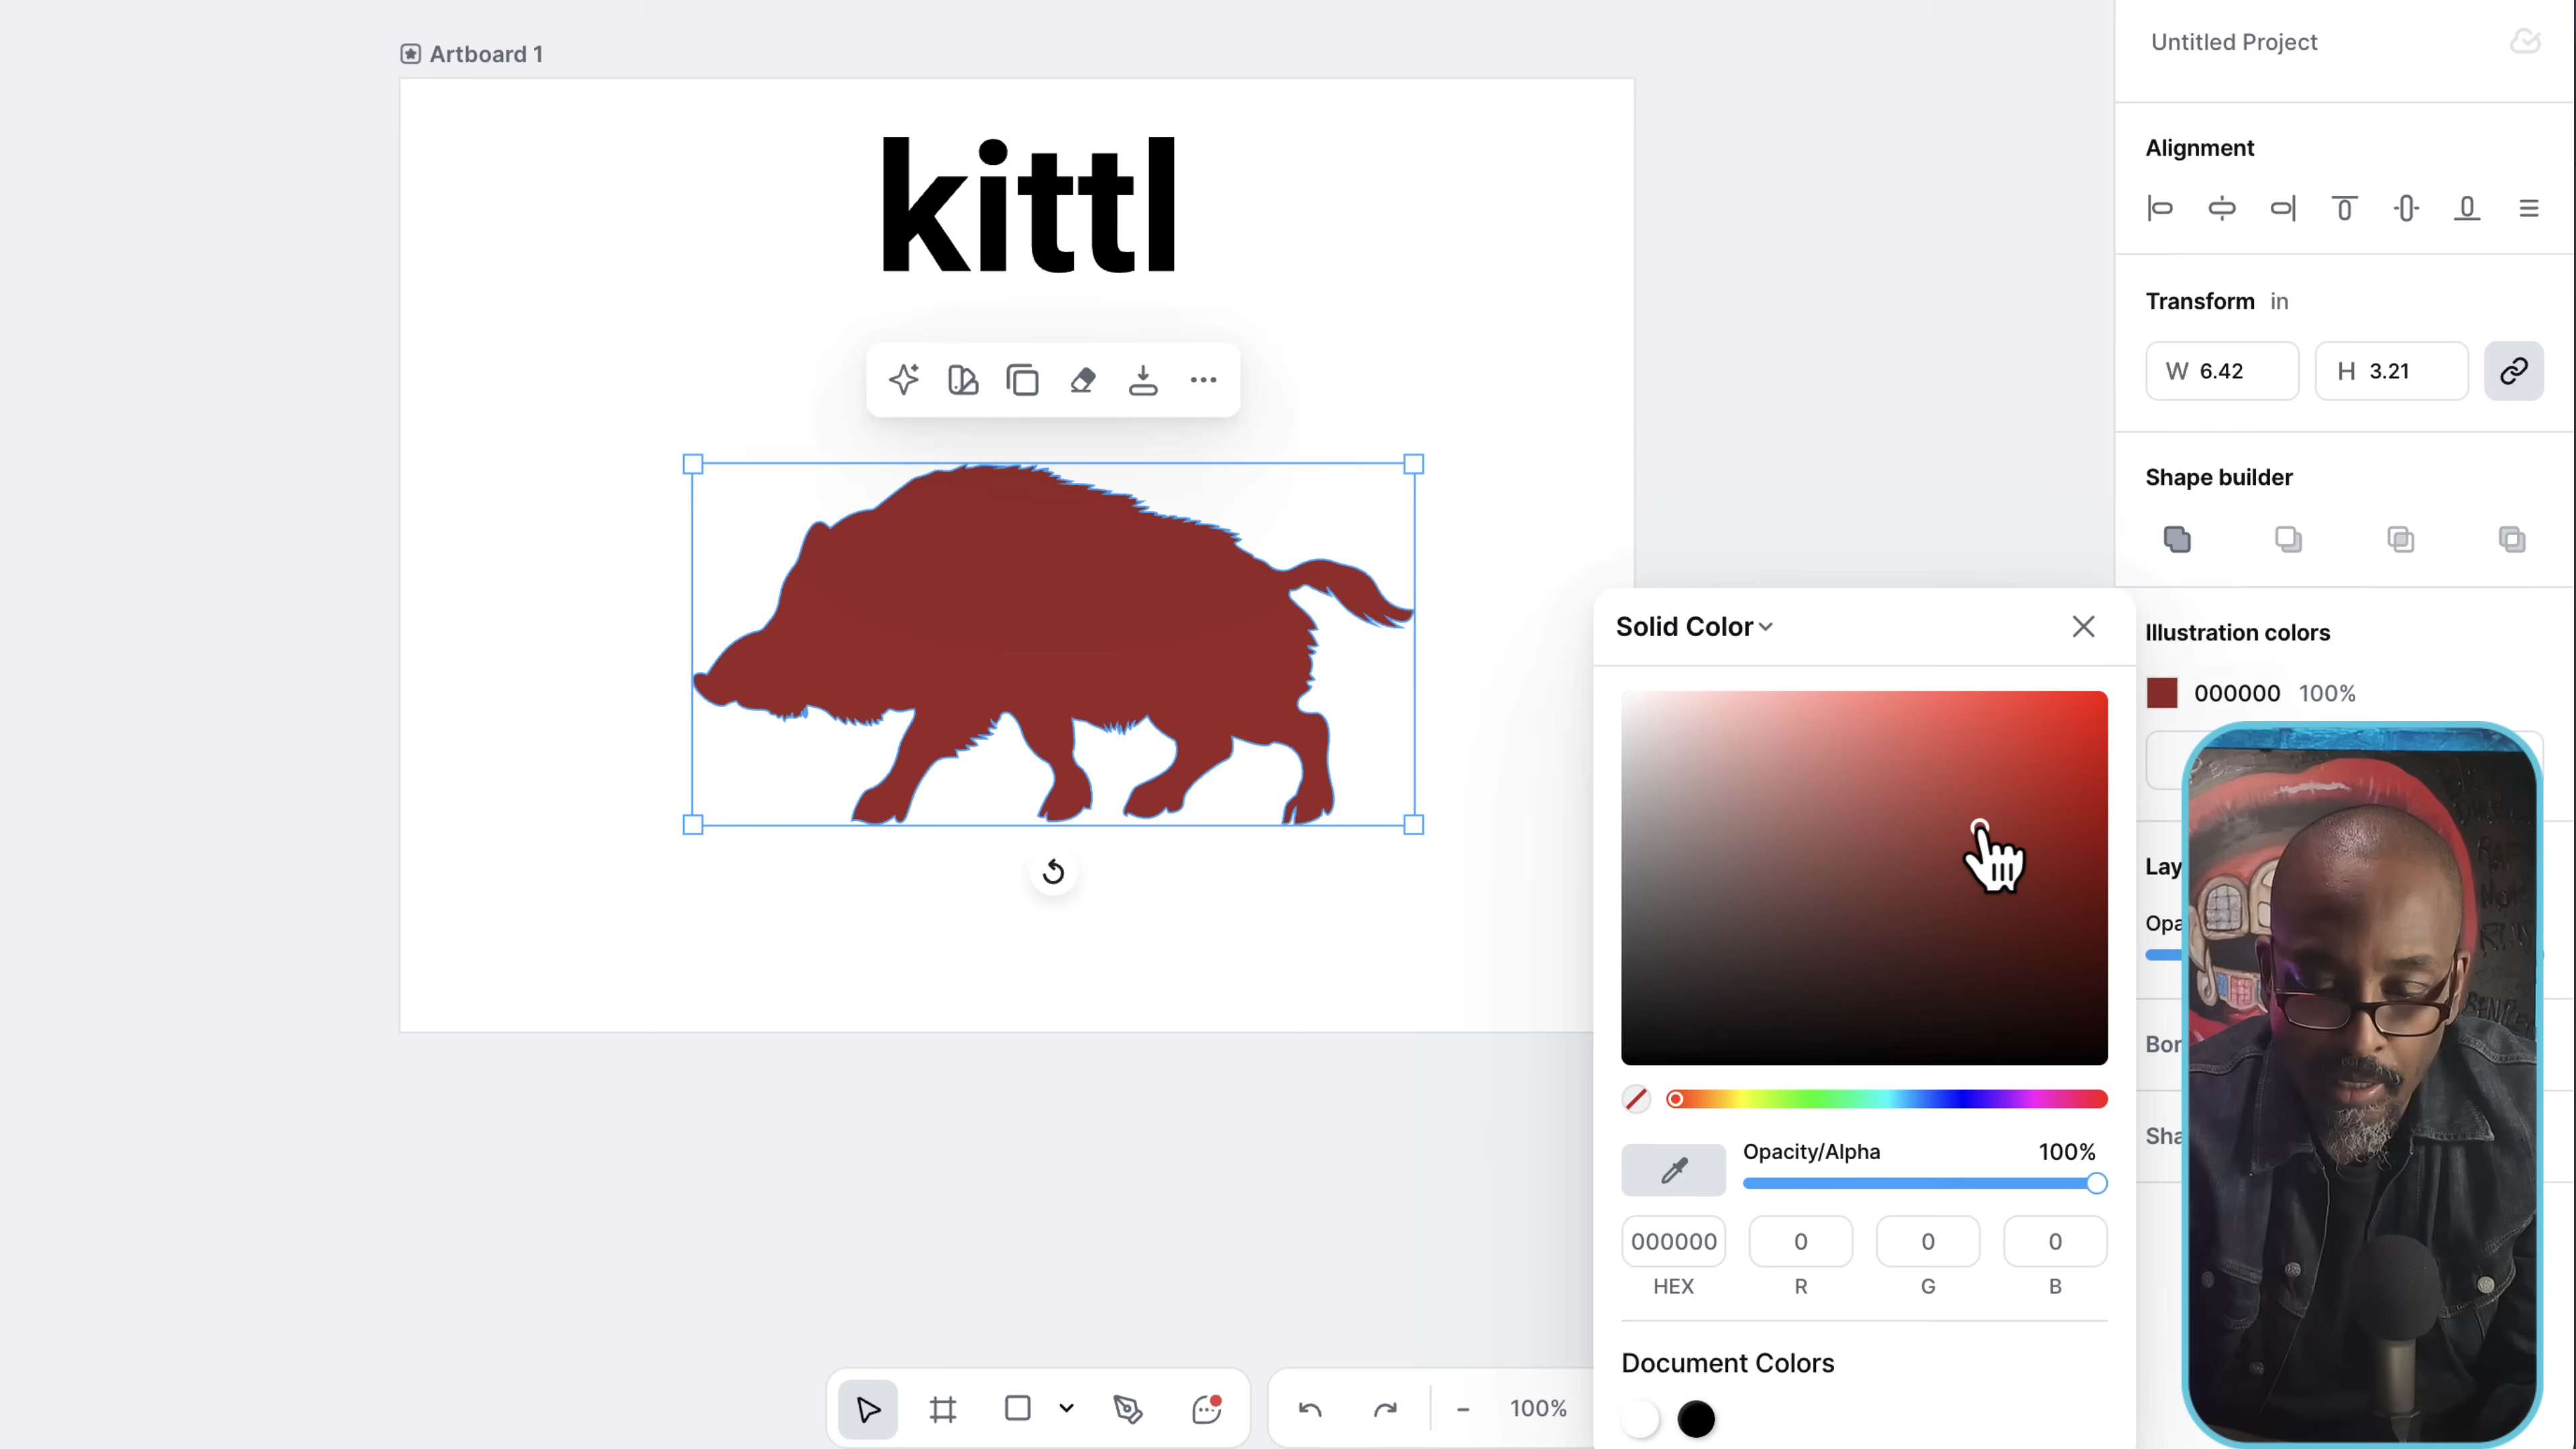 Artboard 1
Untitled Project
kittl
Alignment
Transform in
W 6.42
H 3.21
Shape builder
Solid Color
Illustration colors
000000 100%
Lay
Opa
Bor
Sha
Opacity/Alpha 100%
000000 0 0 0
HEX R G B
Document Colors
100%